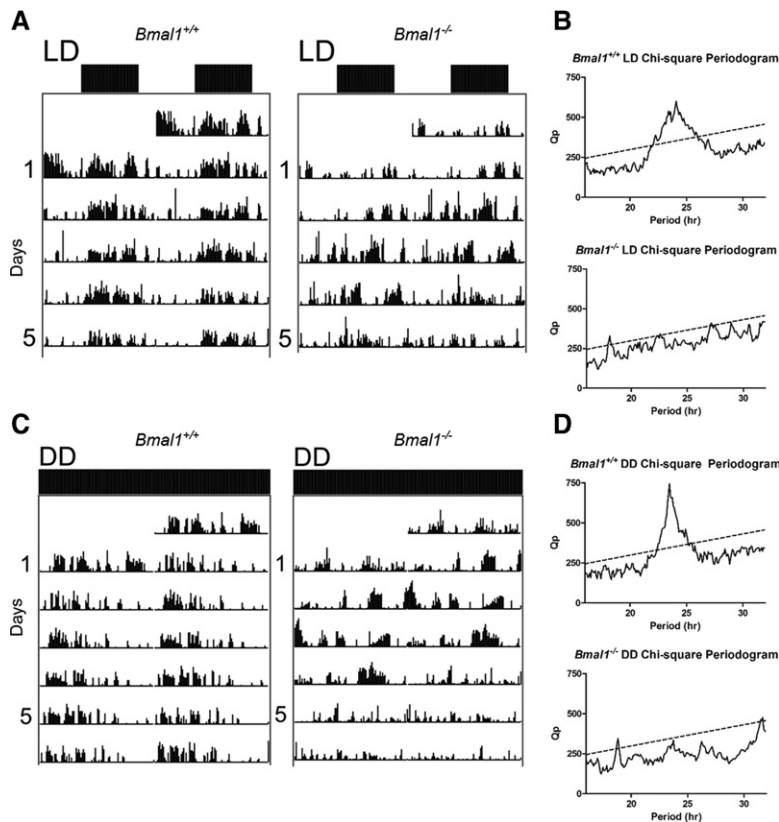 A
Bmal1+/+
Bmal1-/-
LD
LD
1
1
Days
5
5
B
Bmal1+/+ LD Chi-square Periodogram
750
500
250
0
Qp
20 25 30
Period (hr)
Bmal1-/- LD Chi-square Periodogram
750
500
250
0
Qp
20 25 30
Period (hr)
C
Bmal1+/+
Bmal1-/-
DD
DD
1
1
Days
5
5
D
Bmal1+/+ DD Chi-square Periodogram
750
500
250
0
Qp
20 25 30
Period (hr)
Bmal1-/- DD Chi-square Periodogram
750
500
250
0
Qp
20 25 30
Period (hr)